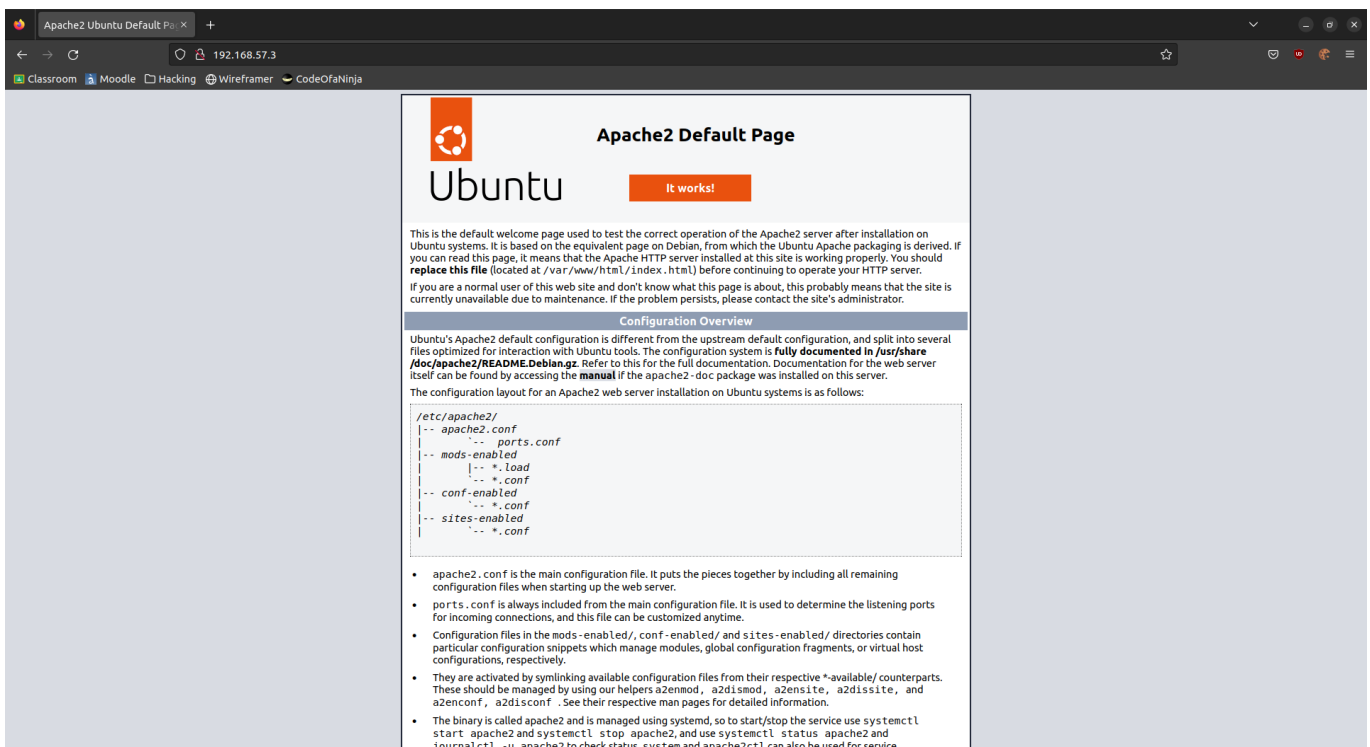 Apache2 Ubuntu Default Pa
192.168.57.3
Classroom Moodle Hacking Wireframer CodeOfaNinja
Apache2 Default Page
Ubuntu
It works!
This is the default welcome page used to test the correct operation of the Apache2 server after installation on
Ubuntu systems. It is based on the equivalent page on Debian, from which the Ubuntu Apache packaging is derived. If
you can read this page, it means that the Apache HTTP server installed at this site is working properly. You should
replace this file (located at /var/www/html/index.html) before continuing to operate your HTTP server.
If you are a normal user of this web site and don't know what this page is about, this probably means that the site is
currently unavailable due to maintenance. If the problem persists, please contact the site's administrator.
Configuration Overview
Ubuntu's Apache2 default configuration is different from the upstream default configuration, and split into several
files optimized for interaction with Ubuntu tools. The configuration system is fully documented in /usr/share
/doc/apache2/README.Debian.gz. Refer to this for the full documentation. Documentation for the web server
itself can be found by accessing the manual if the apache2-doc package was installed on this server.
The configuration layout for an Apache2 web server installation on Ubuntu systems is as follows:
/etc/apache2/
|-- apache2.conf
|       `--  ports.conf
|-- mods-enabled
|       |-- *.load
|       `-- *.conf
|-- conf-enabled
|       `-- *.conf
|-- sites-enabled
|       `-- *.conf
• apache2.conf is the main configuration file. It puts the pieces together by including all remaining
configuration files when starting up the web server.
• ports.conf is always included from the main configuration file. It is used to determine the listening ports
for incoming connections, and this file can be customized anytime.
• Configuration files in the mods-enabled/, conf-enabled/ and sites-enabled/ directories contain
particular configuration snippets which manage modules, global configuration fragments, or virtual host
configurations, respectively.
• They are activated by symlinking available configuration files from their respective *-available/ counterparts.
These should be managed by using our helpers a2enmod, a2dismod, a2ensite, a2dissite, and
a2enconf, a2disconf . See their respective man pages for detailed information.
• The binary is called apache2 and is managed using systemd, so to start/stop the service use systemctl
start apache2 and systemctl stop apache2, and use systemctl status apache2 and
journalctl -u apache2 to check status. system and apache2ctl can also be used for service